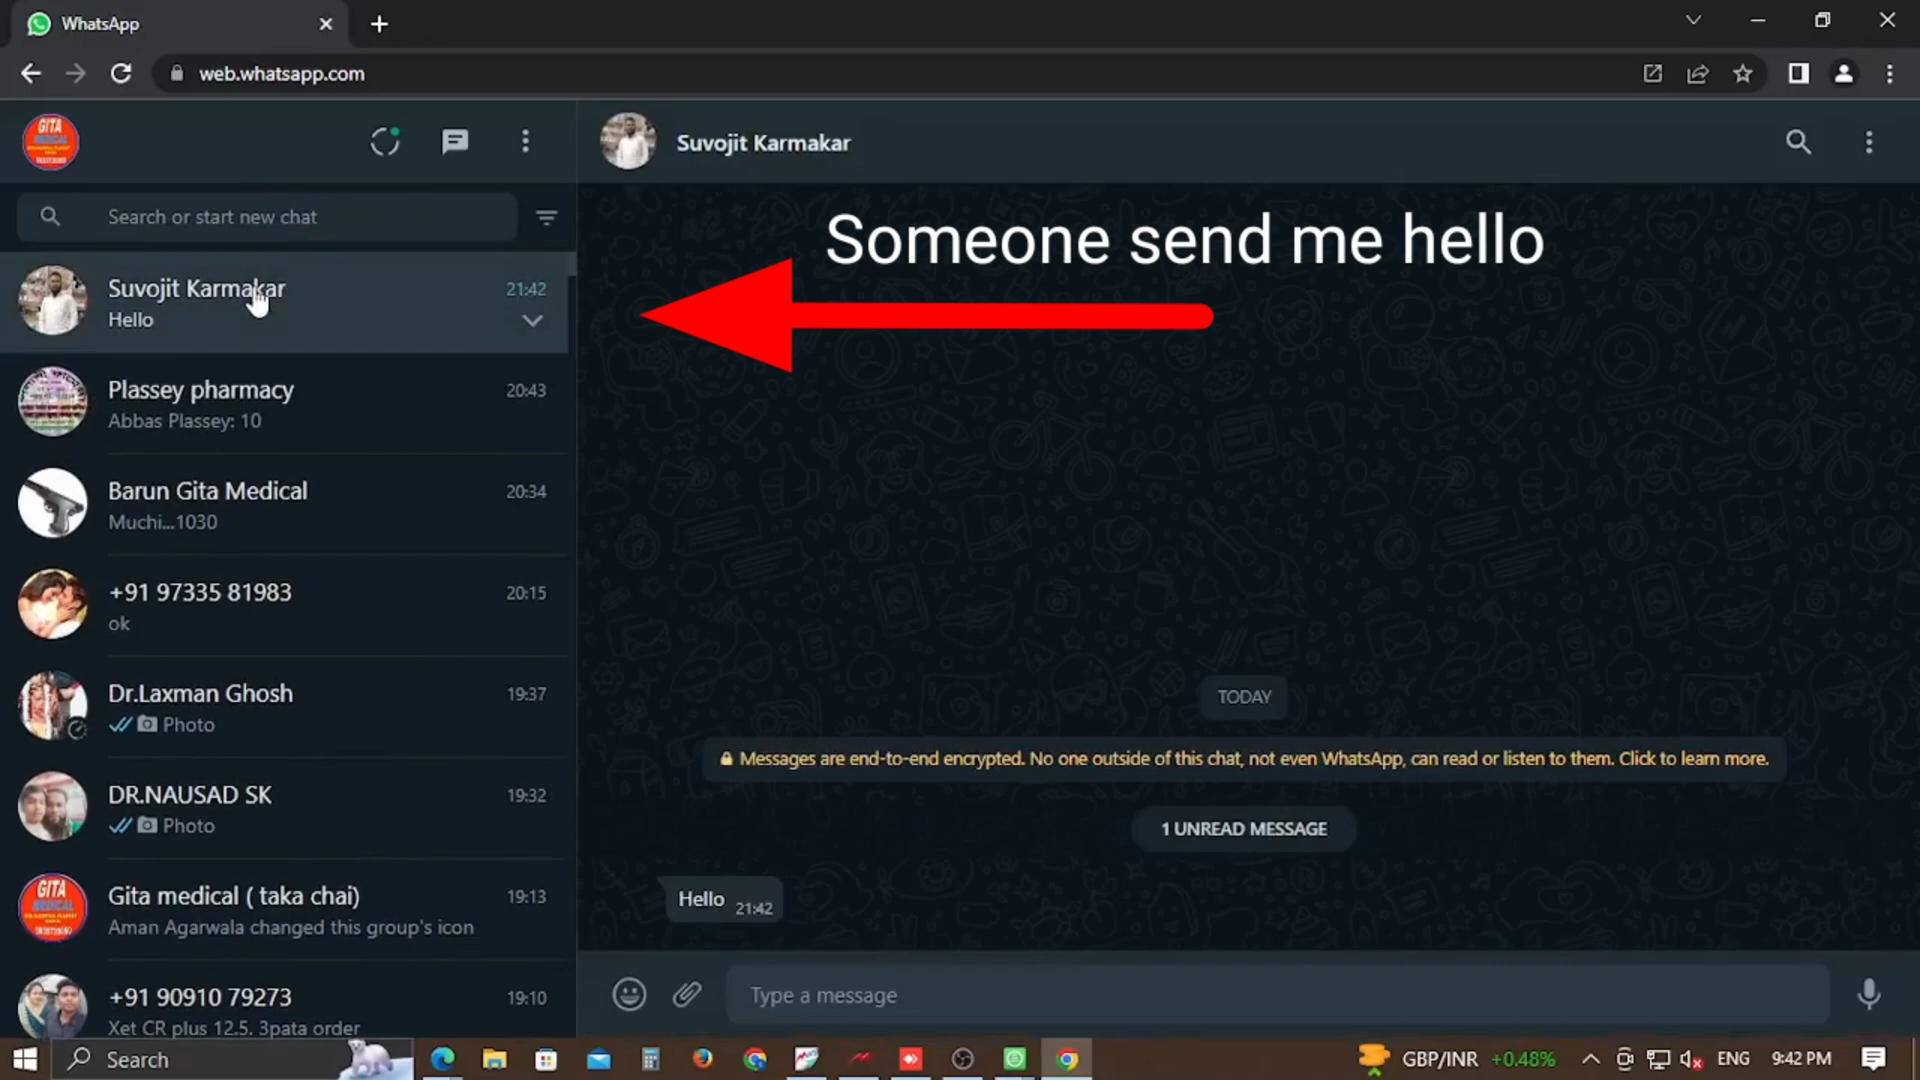 WhatsApp
web.whatsapp.com
GITA
MEDICAL
Suvojit Karmakar
Search or start new chat
Someone send me hello
Suvojit Karmakar
21:42
Hello
Plassey pharmacy
20:43
Abbas Plassey: 10
Barun Gita Medical
20:34
Muchi...1030
+91 97335 81983
20:15
ok
Dr.Laxman Ghosh
19:37
Photo
DR.NAUSAD SK
19:32
Photo
Gita medical ( taka chai)
19:13
Aman Agarwala changed this group's icon
GITA
MEDICAL
+91 90910 79273
19:10
Xet CR plus 12.5. 3pata order
TODAY
Messages are end-to-end encrypted. No one outside of this chat, not even WhatsApp, can read or listen to them. Click to learn more.
1 UNREAD MESSAGE
Hello 21:42
Type a message
Search
GBP/INR +0.48%
ENG
9:42 PM